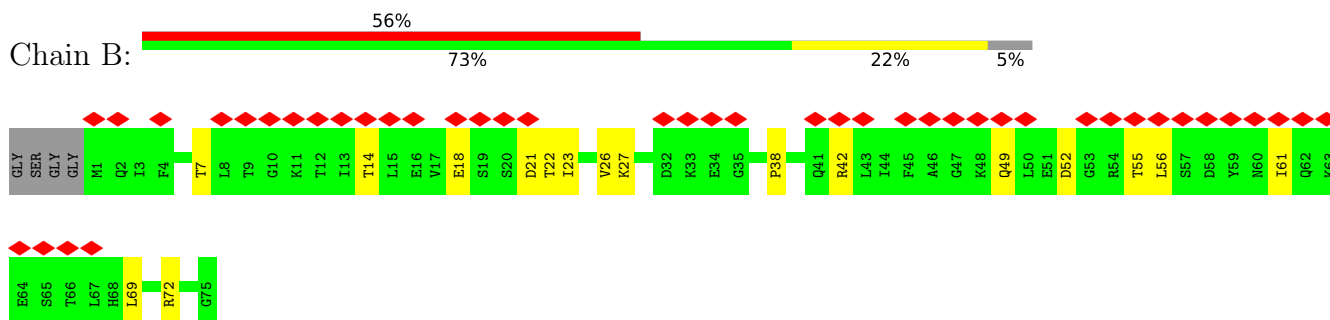 56%
Chain B:
73% 22% 5%
GLY SER GLY GLY M1 Q2 I3 F4 T7 L8 T9 G10 K11 T12 I13 T14 L15 E16 V17 E18 S19 S20 D21 T22 I23 V26 K27 D32 K33 E34 G35 P38 Q41 R42 L43 I44 F45 A46 G47 K48 Q49 L50 E51 D52 G53 R54 T55 L56 S57 D58 Y59 N60 I61 Q62 K63
E64 S65 T66 L67 H68 L69 R72 G75